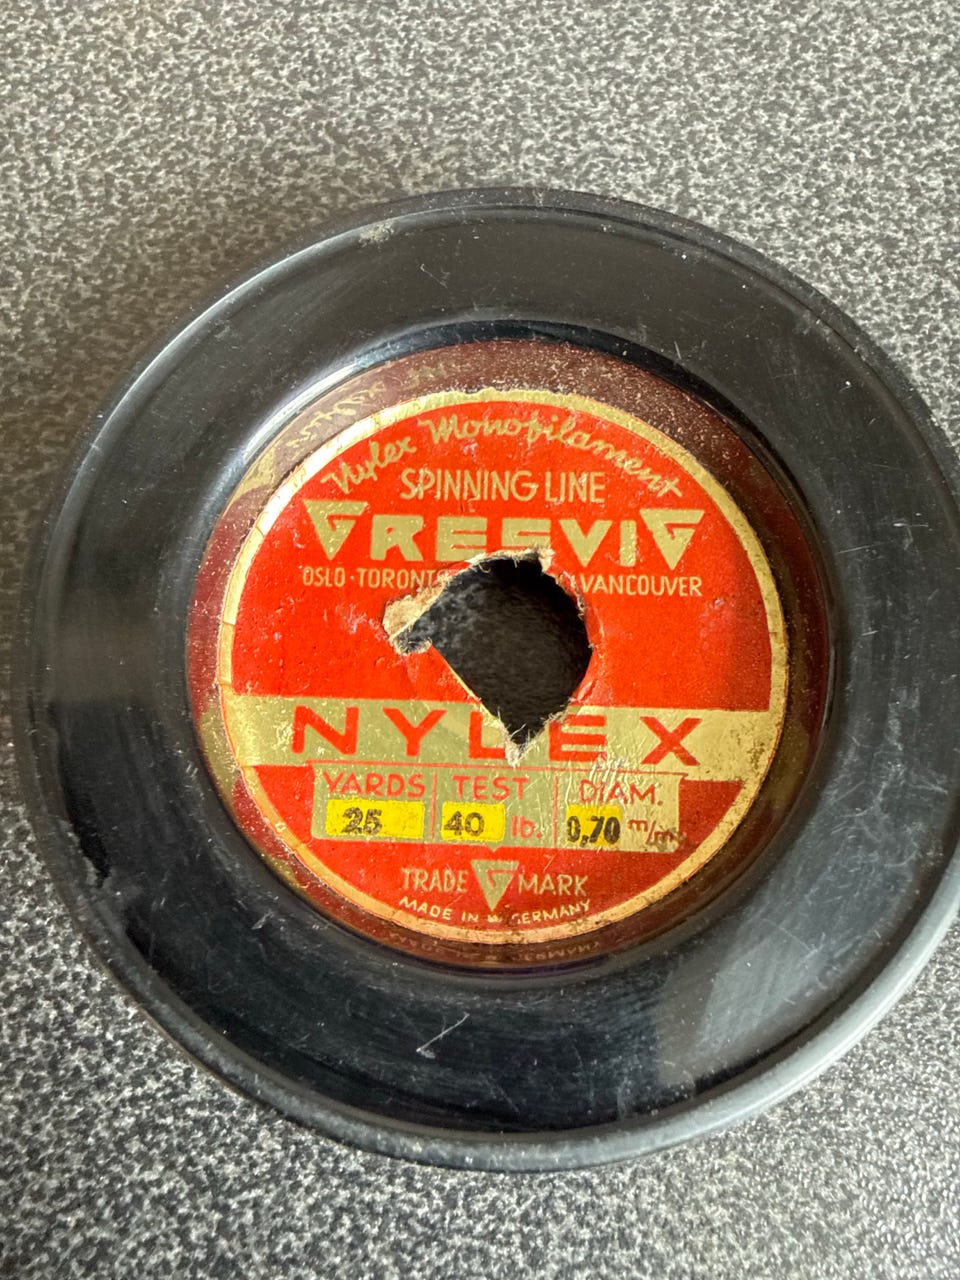 Nylex Monofilament
SPINNING LINE
GREEVIG
OSLO · TORONTO VANCOUVER
NYLEX
YARDS TEST DIAM.
25 40 lb. 0,70 m/m
TRADE G MARK
MADE IN W. GERMANY